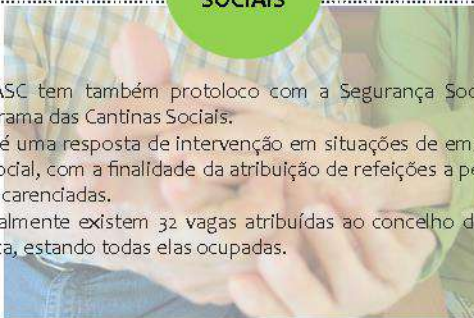 SOCIAIS
ASC tem também protoloco com a Segurança Soc
rama das Cantinas Sociais.
é uma resposta de intervenção em situações de em
ocial, com a finalidade da atribuição de refeições a pe
carenciadas.
almente existem 32 vagas atribuídas ao concelho d
ca, estando todas elas ocupadas.